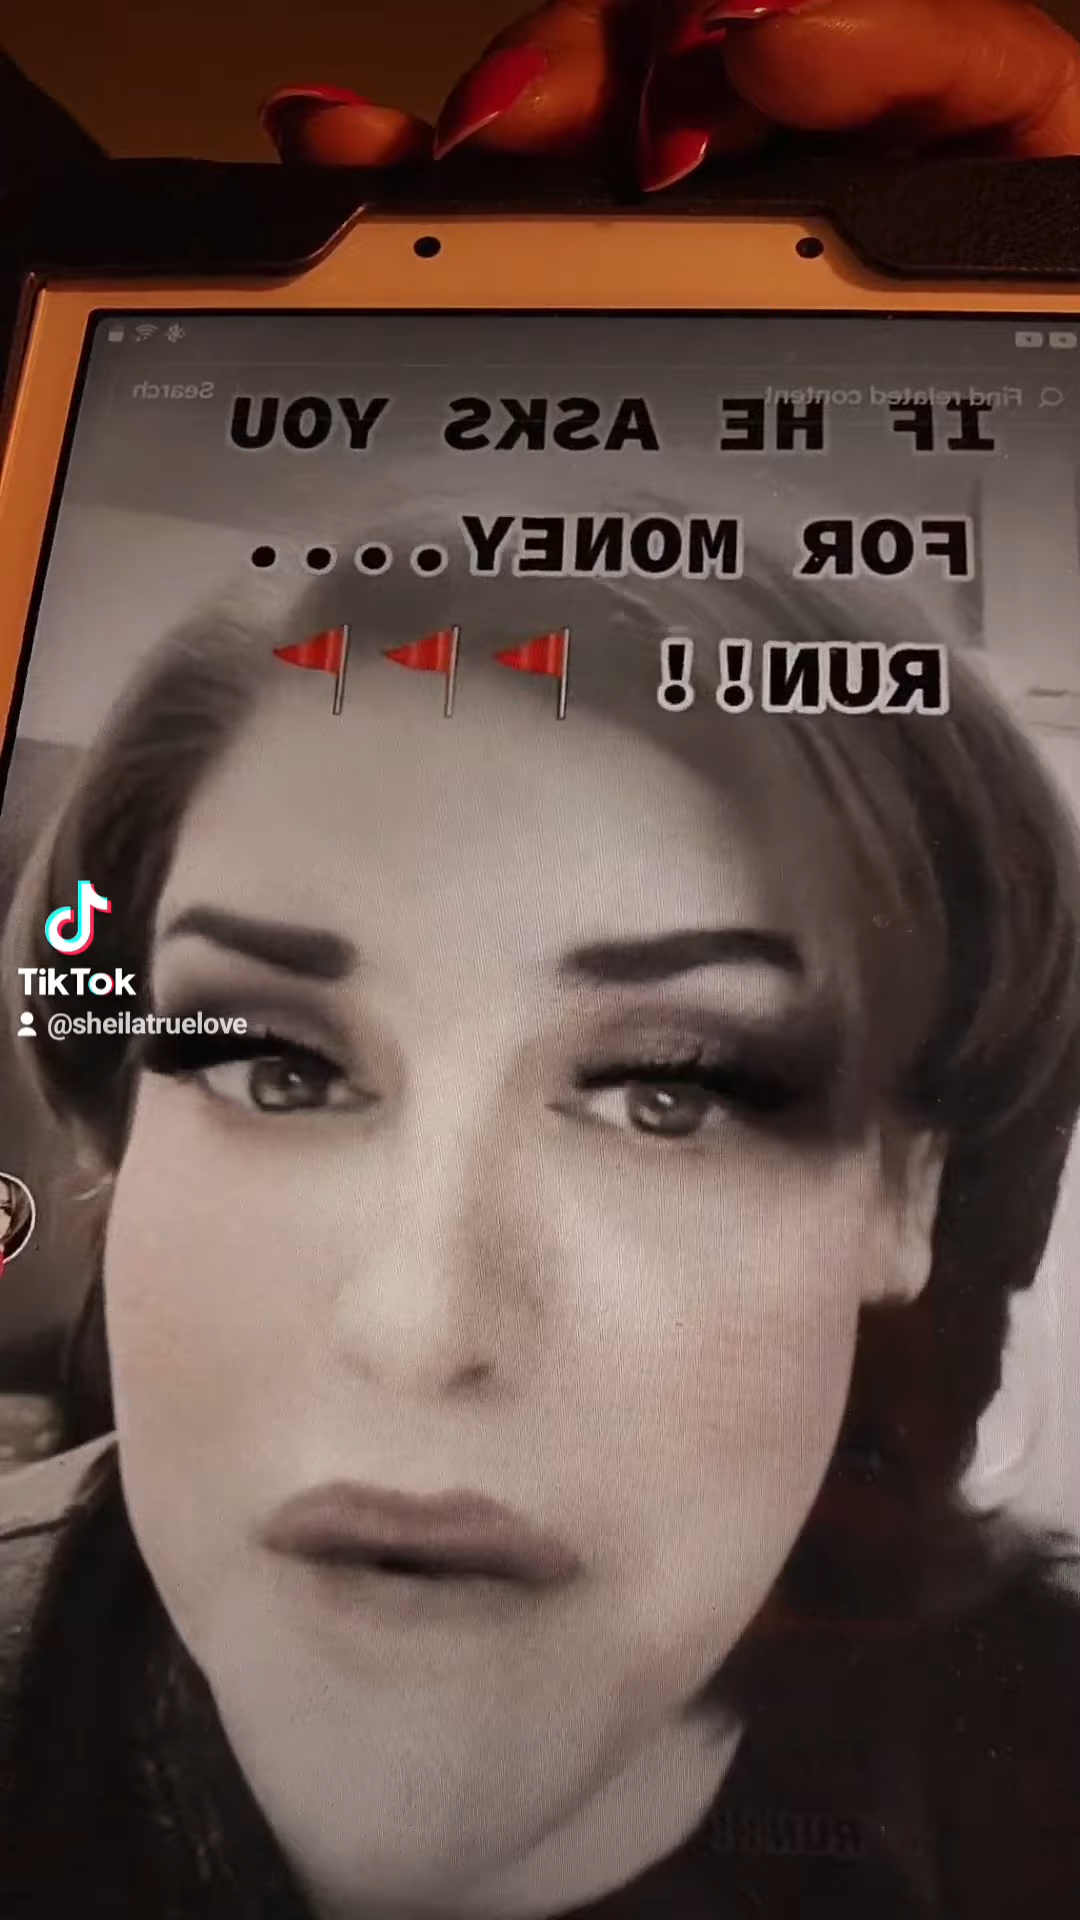 Find related content
Search
IF HE ASKS YOU
FOR MONEY....
RUN!! 🚩🚩🚩
TikTok
@sheilatruelove